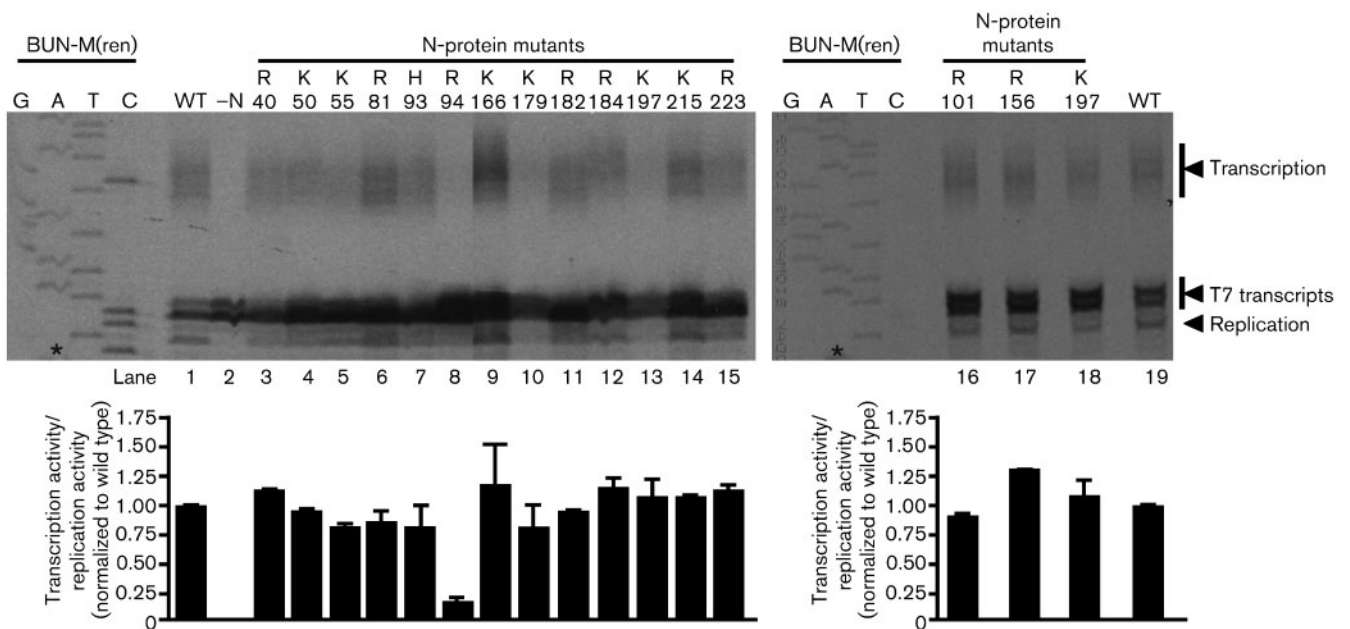 BUN-M(ren)
N-protein mutants
G A T C WT –N R 40 K 50 K 55 R 81 H 93 R 94 K 166 K 179 R 182 R 184 K 197 K 215 R 223
*
Lane 1 2 3 4 5 6 7 8 9 10 11 12 13 14 15
BUN-M(ren)
N-protein
mutants
G A T C R 101 R 156 K 197 WT
*
Transcription
T7 transcripts
Replication
16 17 18 19
Transcription activity/
replication activity
(normalized to wild type)
1.75
1.50
1.25
1.00
0.75
0.50
0.25
0
Transcription activity/
replication activity
(normalized to wild type)
1.75
1.50
1.25
1.00
0.75
0.50
0.25
0